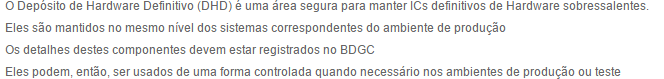 O Depósito de Hardware Definitivo (DHD) é uma área segura para manter ICs definitivos de Hardware sobressalentes.
Eles são mantidos no mesmo nível dos sistemas correspondentes do ambiente de produção
Os detalhes destes componentes devem estar registrados no BDGC
Eles podem, então, ser usados de uma forma controlada quando necessário nos ambientes de produção ou teste